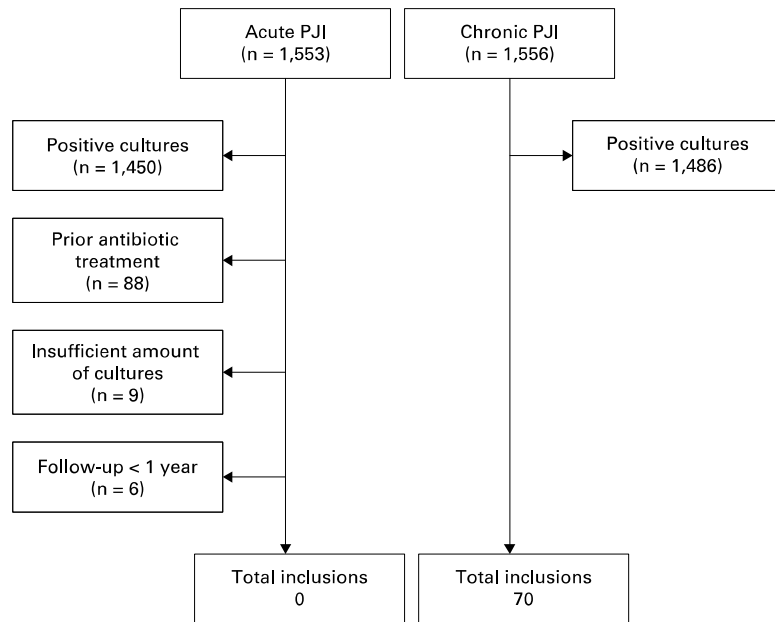 Acute PJI
(n = 1,553)
Chronic PJI
(n = 1,556)
Positive cultures
(n = 1,450)
Positive cultures
(n = 1,486)
Prior antibiotic
treatment
(n = 88)
Insufficient amount
of cultures
(n = 9)
Follow-up < 1 year
(n = 6)
Total inclusions
0
Total inclusions
70